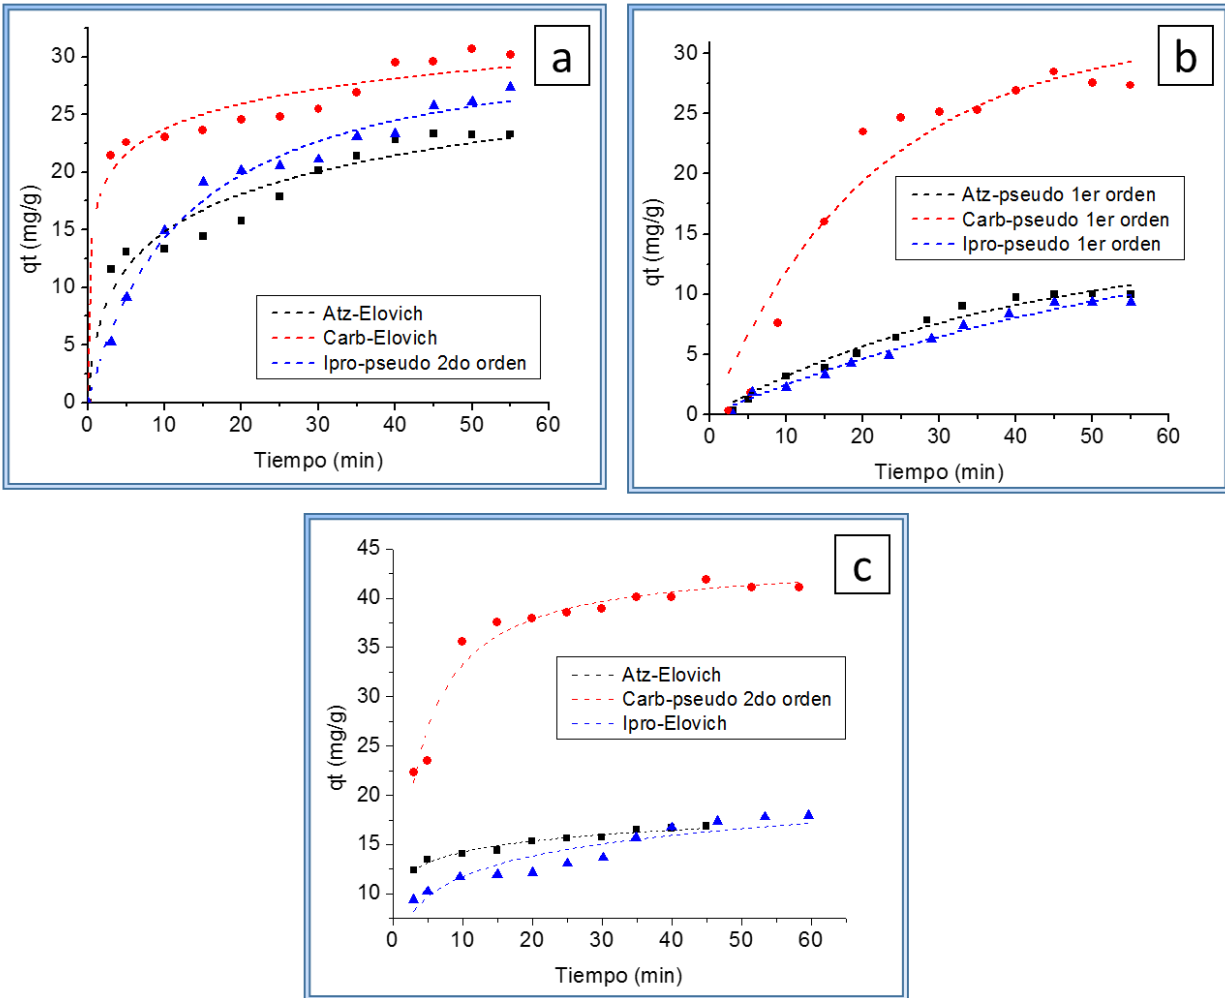 a
30
25
20
15
10
5
0
qt (mg/g)
Atz-Elovich
Carb-Elovich
Ipro-pseudo 2do orden
0 10 20 30 40 50 60
Tiempo (min)
b
30
25
20
15
10
5
0
qt (mg/g)
Atz-pseudo 1er orden
Carb-pseudo 1er orden
Ipro-pseudo 1er orden
0 10 20 30 40 50 60
Tiempo (min)
c
45
40
35
30
25
20
15
10
qt (mg/g)
Atz-Elovich
Carb-pseudo 2do orden
Ipro-Elovich
0 10 20 30 40 50 60
Tiempo (min)